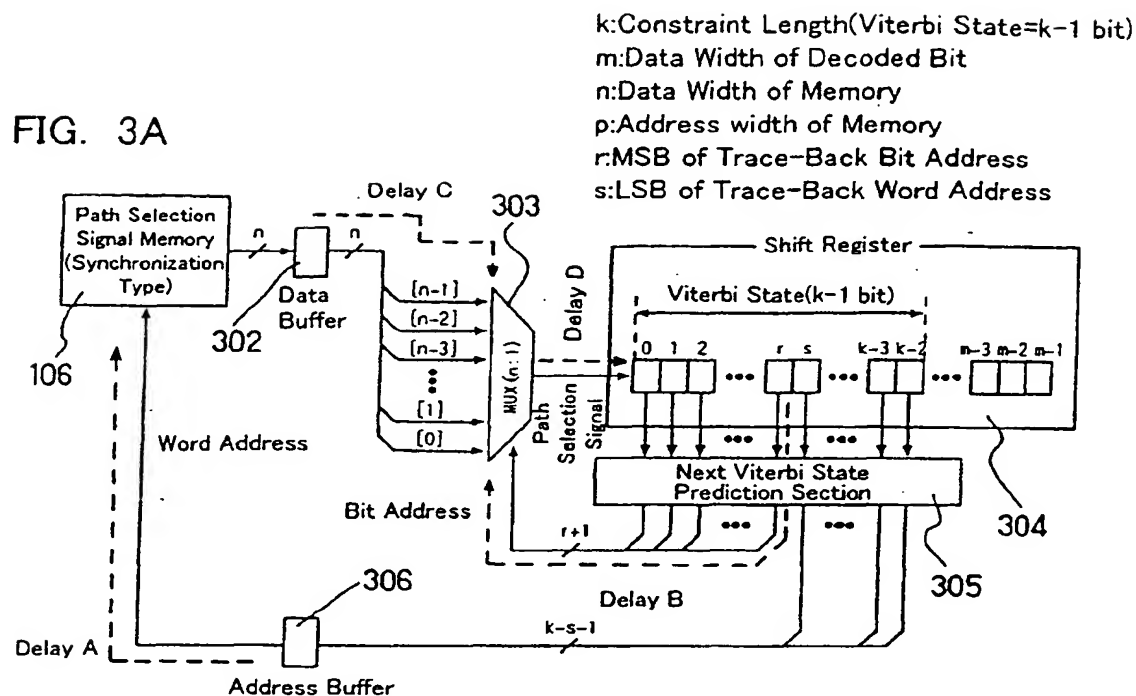 k:Constraint Length(Viterbi State=k-1 bit)
m:Data Width of Decoded Bit
n:Data Width of Memory
p:Address width of Memory
r:MSB of Trace-Back Bit Address
s:LSB of Trace-Back Word Address
FIG. 3A
Path Selection
Signal Memory
(Synchronization
Type)
106
n
n
302
Data
Buffer
Delay C
303
[n-1]
[n-2]
[n-3]
[1]
[0]
MUX(n:1)
Delay D
Path
Selection
Signal
Shift Register
Viterbi State(k-1 bit)
0 1 2 r s k-3 k-2 m-3 m-2 m-1
304
Next Viterbi State
Prediction Section
305
Word Address
Bit Address
r+1
Delay B
306
k-s-1
Delay A
Address Buffer